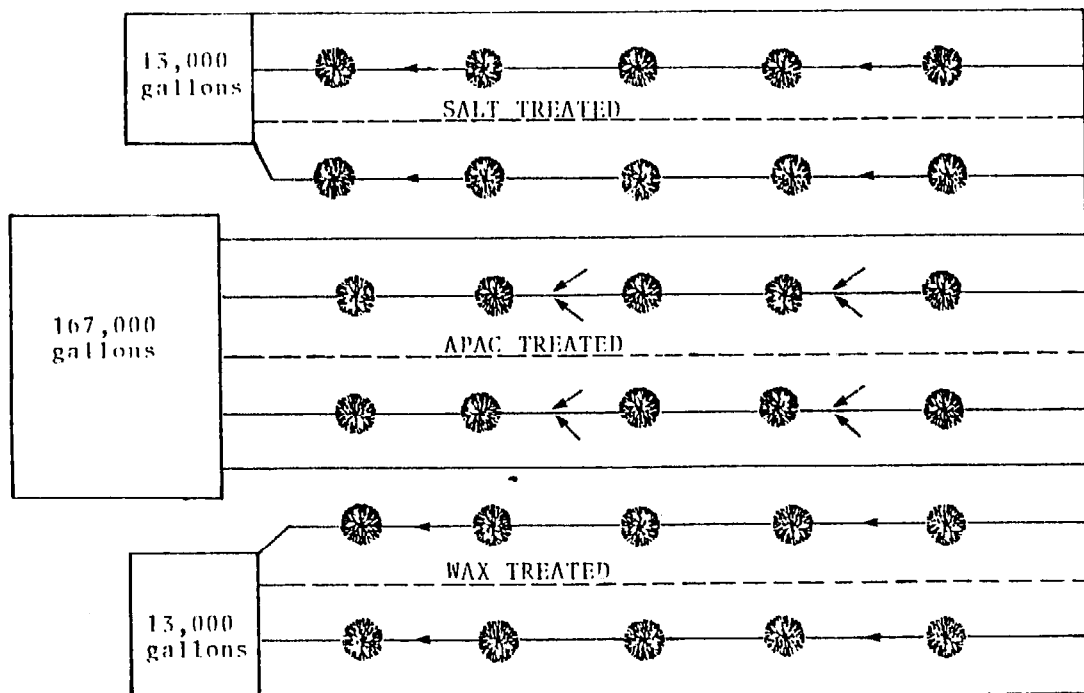 13,000
gallons
SALT TREATED
167,000
gallons
APAC TREATED
WAX TREATED
13,000
gallons